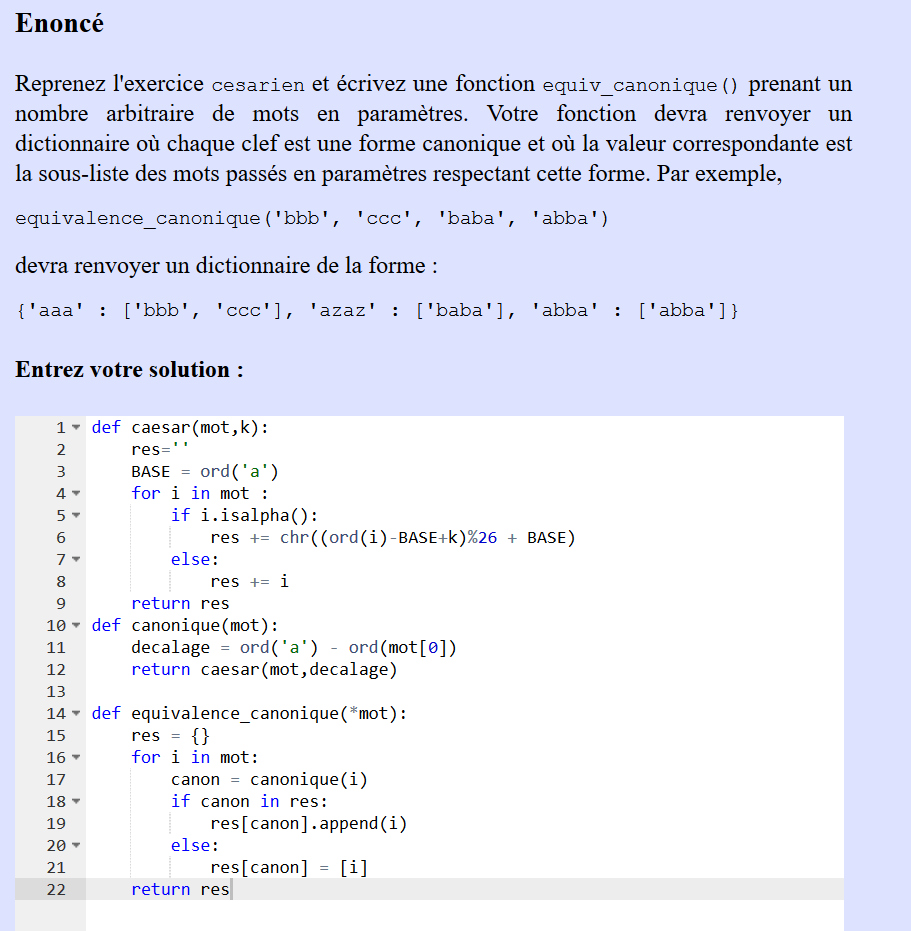 Enoncé
Reprenez l'exercice cesarien et écrivez une fonction equiv_canonique() prenant un
nombre arbitraire de mots en paramètres. Votre fonction devra renvoyer un
dictionnaire où chaque clef est une forme canonique et où la valeur correspondante est
la sous-liste des mots passés en paramètres respectant cette forme. Par exemple,
equivalence_canonique('bbb', 'ccc', 'baba', 'abba')
devra renvoyer un dictionnaire de la forme :
{'aaa' : ['bbb', 'ccc'], 'azaz' : ['baba'], 'abba' : ['abba']}
Entrez votre solution :
1 def caesar(mot,k):
2     res=''
3     BASE = ord('a')
4     for i in mot :
5         if i.isalpha():
6             res += chr((ord(i)-BASE+k)%26 + BASE)
7         else:
8             res += i
9     return res
10 def canonique(mot):
11     decalage = ord('a') - ord(mot[0])
12     return caesar(mot,decalage)
13
14 def equivalence_canonique(*mot):
15     res = {}
16     for i in mot:
17         canon = canonique(i)
18         if canon in res:
19             res[canon].append(i)
20         else:
21             res[canon] = [i]
22     return res